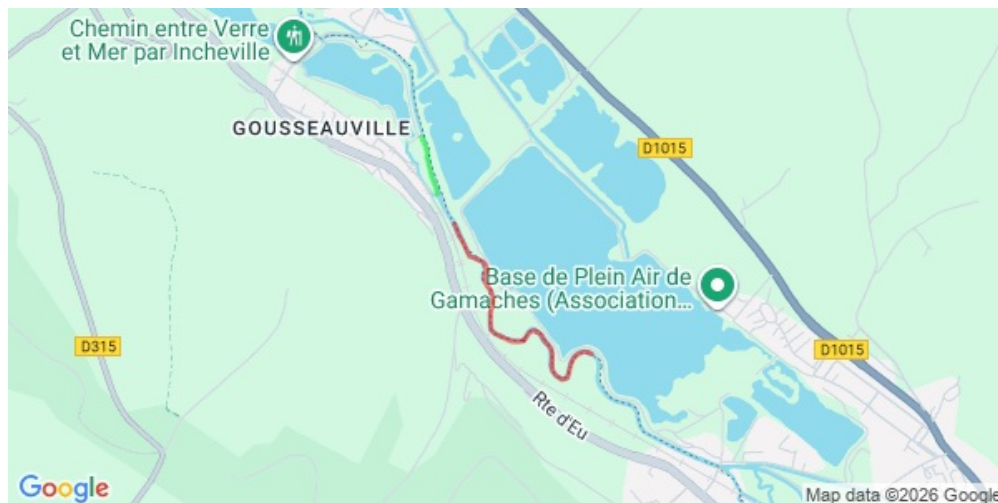 Chemin entre Verre
et Mer par Incheville
GOUSSEAUVILLE
D1015
Base de Plein Air de
Gamaches (Association...
D315
D1015
Rte d'Eu
Google
Map data ©2026 Google